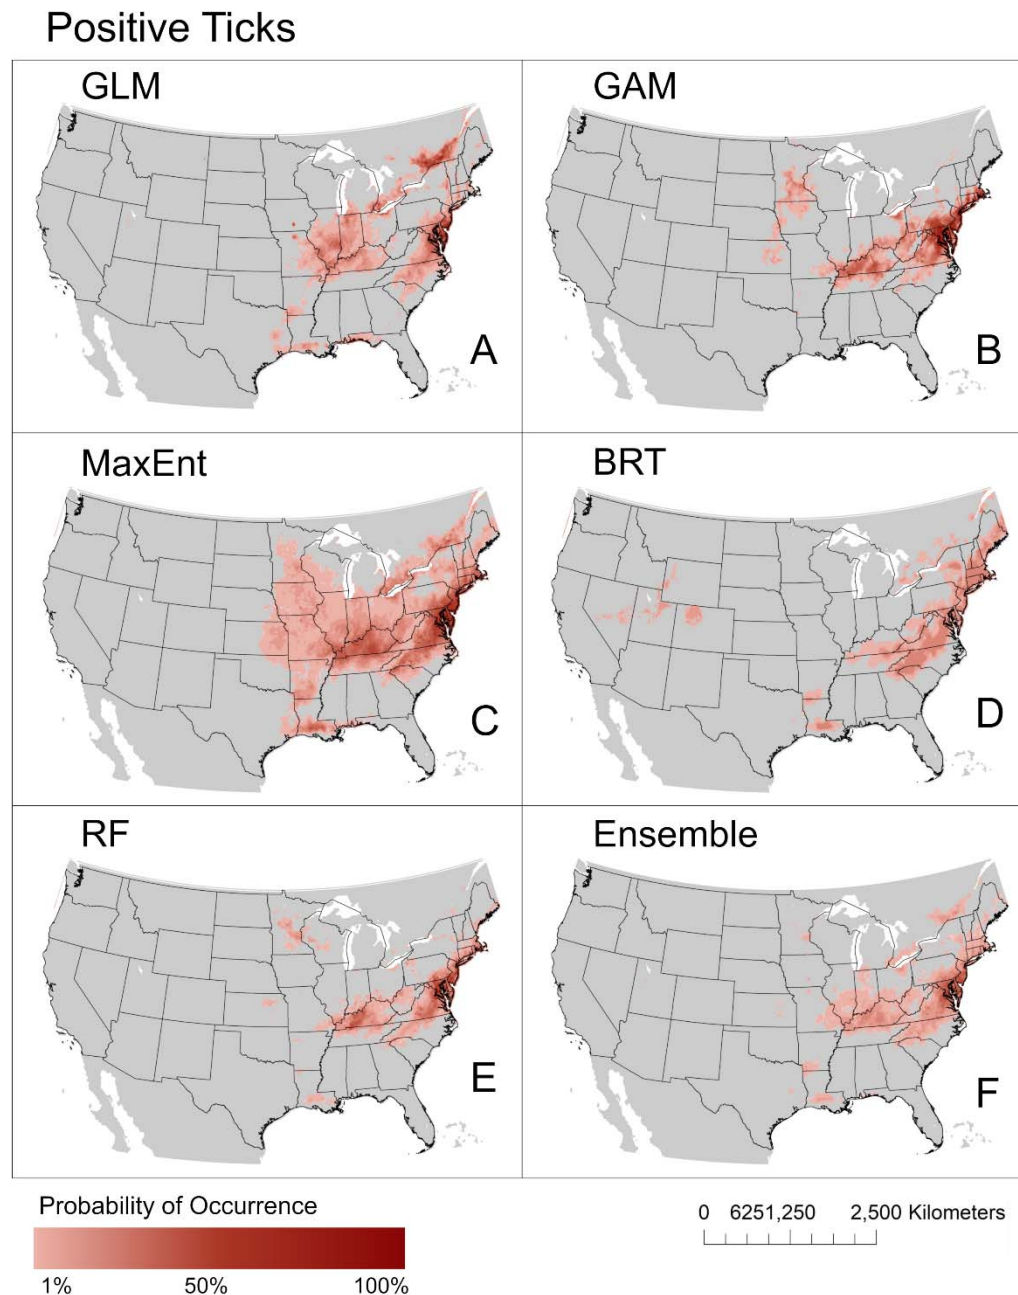 Positive Ticks
GLM
GAM
A
B
MaxEnt
BRT
C
D
RF
Ensemble
E
F
Probability of Occurrence
1% 50% 100%
0 6251,250 2,500 Kilometers